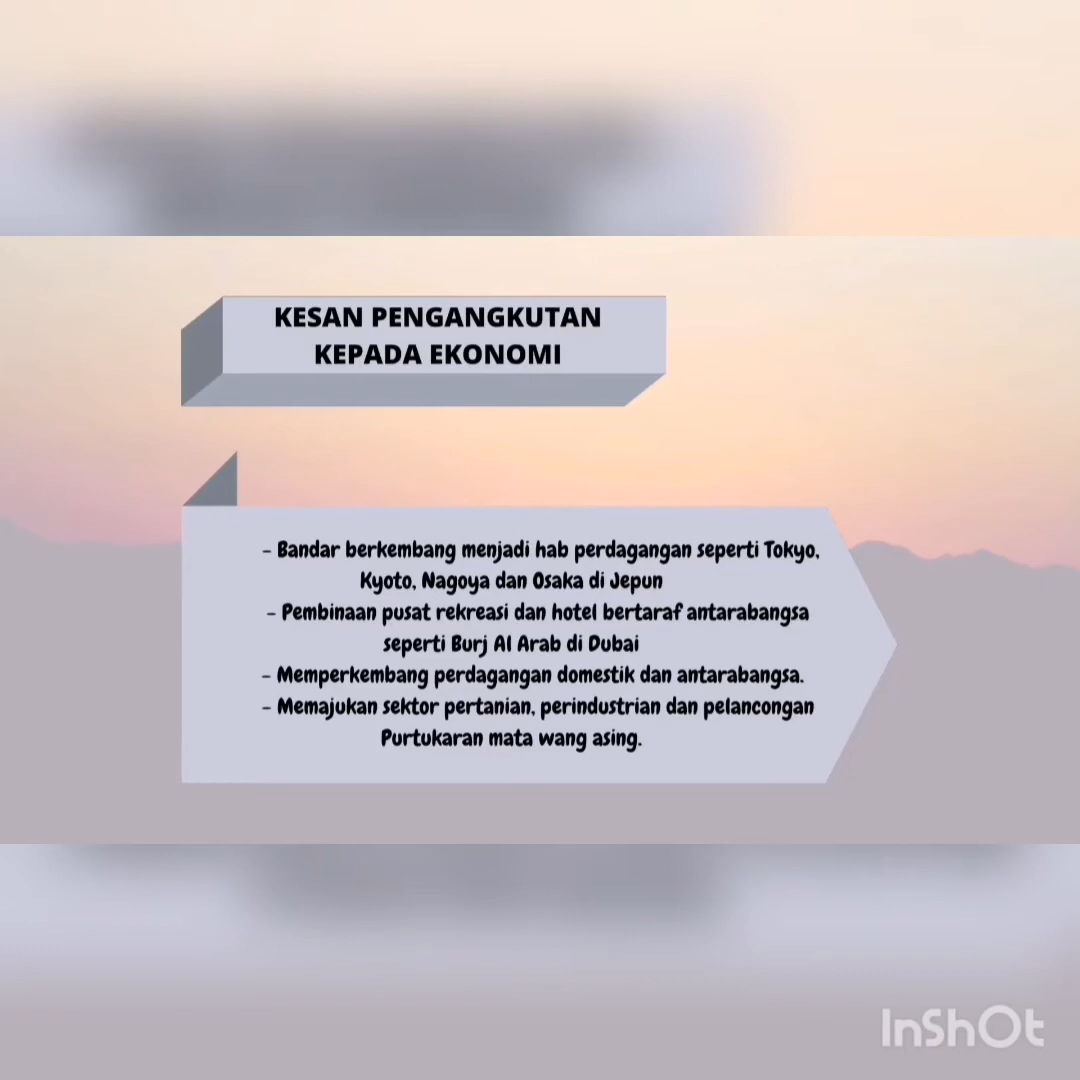 KESAN PENGANGKUTAN
KEPADA EKONOMI
- Bandar berkembang menjadi hab perdagangan seperti Tokyo,
Kyoto, Nagoya dan Osaka di Jepun
- Pembinaan pusat rekreasi dan hotel bertaraf antarabangsa
seperti Burj Al Arab di Dubai
- Memperkembang perdagangan domestik dan antarabangsa.
- Memajukan sektor pertanian, perindustrian dan pelancongan
Purtukaran mata wang asing.
InShOt